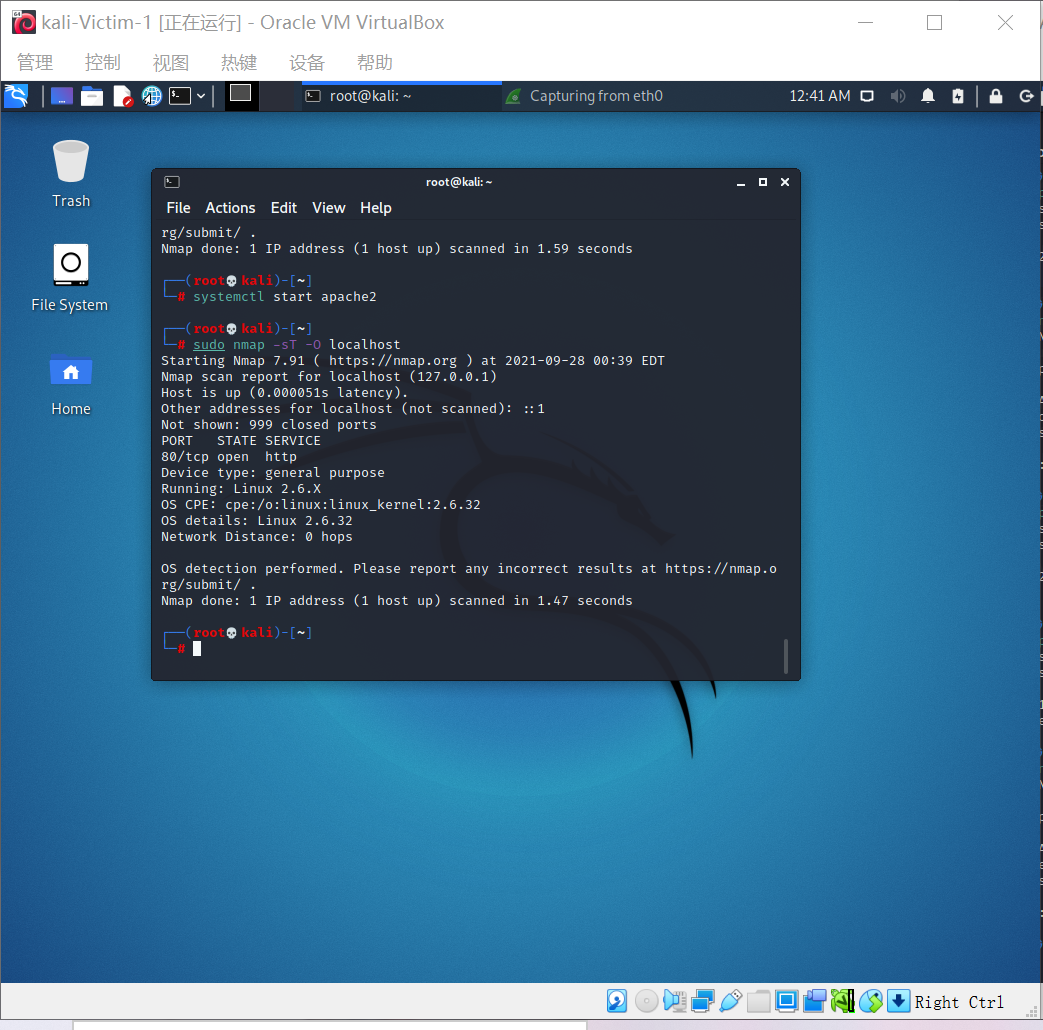 kali-Victim-1 [正在运行] - Oracle VM VirtualBox
管理 控制 视图 热键 设备 帮助
root@kali: ~ Capturing from eth0 12:41 AM
Trash
File System
Home
root@kali: ~
File Actions Edit View Help
rg/submit/ .
Nmap done: 1 IP address (1 host up) scanned in 1.59 seconds
┌──(root💀kali)-[~]
└─# systemctl start apache2
┌──(root💀kali)-[~]
└─# sudo nmap -sT -O localhost
Starting Nmap 7.91 ( https://nmap.org ) at 2021-09-28 00:39 EDT
Nmap scan report for localhost (127.0.0.1)
Host is up (0.000051s latency).
Other addresses for localhost (not scanned): ::1
Not shown: 999 closed ports
PORT   STATE SERVICE
80/tcp open  http
Device type: general purpose
Running: Linux 2.6.X
OS CPE: cpe:/o:linux:linux_kernel:2.6.32
OS details: Linux 2.6.32
Network Distance: 0 hops
OS detection performed. Please report any incorrect results at https://nmap.o
rg/submit/ .
Nmap done: 1 IP address (1 host up) scanned in 1.47 seconds
┌──(root💀kali)-[~]
└─#
Right Ctrl